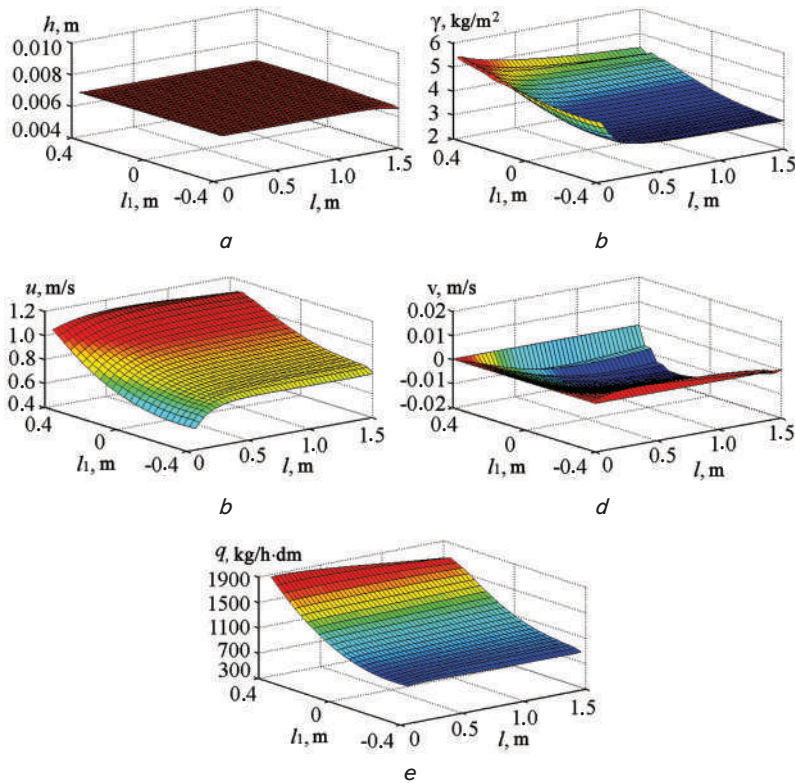 h, m
0.010
0.008
0.006
0.004
0.4
0
-0.4
l₁, m
0
0.5
1.0
1.5
l, m
a
γ, kg/m²
6
5
4
3
2
0.4
0
-0.4
l₁, m
0
0.5
1.0
1.5
l, m
b
u, m/s
1.2
1.0
0.8
0.6
0.4
0.4
0
-0.4
l₁, m
0
0.5
1.0
1.5
l, m
b
v, m/s
0.02
0.01
0
-0.01
-0.02
0.4
0
-0.4
l₁, m
0
0.5
1.0
1.5
l, m
d
q, kg/h·dm
1900
1500
1100
700
300
0.4
0
-0.4
l₁, m
0
0.5
1.0
1.5
l, m
e